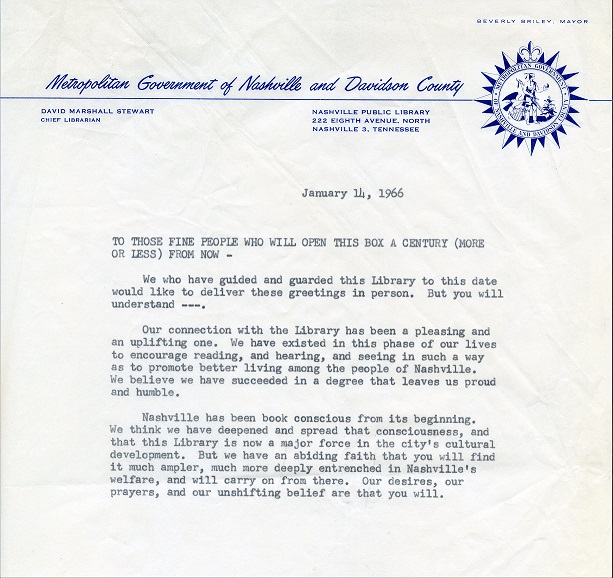 BEVERLY BRILEY, MAYOR
Metropolitan Government of Nashville and Davidson County
METROPOLITAN GOVERNMENT
OF NASHVILLE AND DAVIDSON COUNTY
DAVID MARSHALL STEWART
CHIEF LIBRARIAN
NASHVILLE PUBLIC LIBRARY
222 EIGHTH AVENUE, NORTH
NASHVILLE 3, TENNESSEE
January 14, 1966
TO THOSE FINE PEOPLE WHO WILL OPEN THIS BOX A CENTURY (MORE
OR LESS) FROM NOW -
We who have guided and guarded this Library to this date
would like to deliver these greetings in person. But you will
understand ---.
Our connection with the Library has been a pleasing and
an uplifting one. We have existed in this phase of our lives
to encourage reading, and hearing, and seeing in such a way
as to promote better living among the people of Nashville.
We believe we have succeeded in a degree that leaves us proud
and humble.
Nashville has been book conscious from its beginning.
We think we have deepened and spread that consciousness, and
that this Library is now a major force in the city's cultural
development. But we have an abiding faith that you will find
it much ampler, much more deeply entrenched in Nashville's
welfare, and will carry on from there. Our desires, our
prayers, and our unshifting belief are that you will.